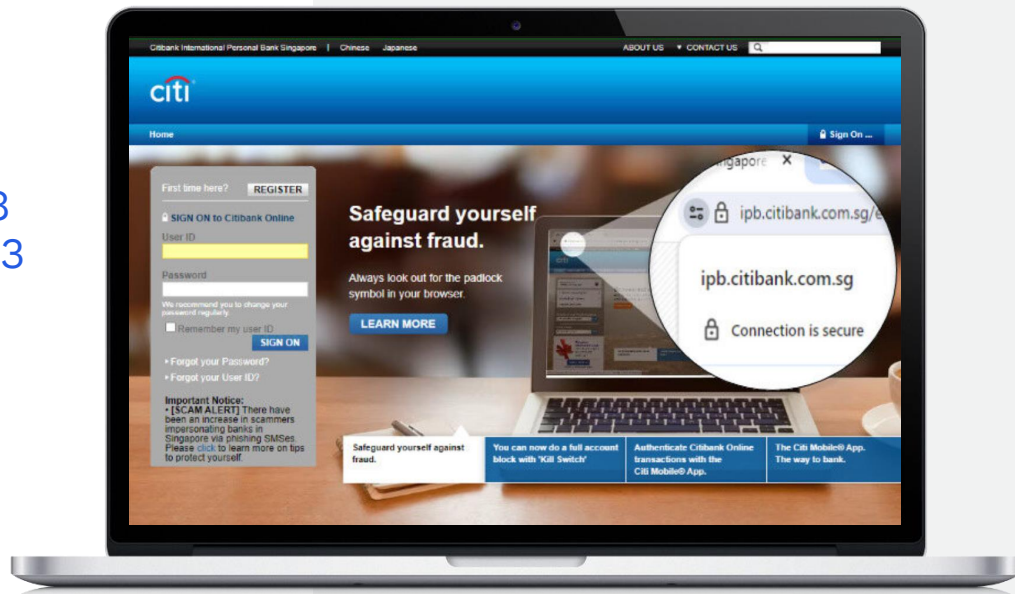 Citibank International Personal Bank Singapore | Chinese Japanese
ABOUT US ▼ CONTACT US
citi
Home
Sign On ...
3
3
First time here? REGISTER
SIGN ON to Citibank Online
User ID
Password
We recommend you to change your
password regularly.
Remember my user ID
SIGN ON
Forgot your Password?
Forgot your User ID?
Important Notice:
• [SCAM ALERT] There have
been an increase in scammers
impersonating banks in
Singapore via phishing SMSes.
Please click to learn more on tips
to protect yourself.
Safeguard yourself
against fraud.
Always look out for the padlock
symbol in your browser.
LEARN MORE
ngapore X
ipb.citibank.com.sg/e
ipb.citibank.com.sg
Connection is secure
Safeguard yourself against
fraud.
You can now do a full account
block with 'Kill Switch'
Authenticate Citibank Online
transactions with the
Citi Mobile® App.
The Citi Mobile® App.
The way to bank.